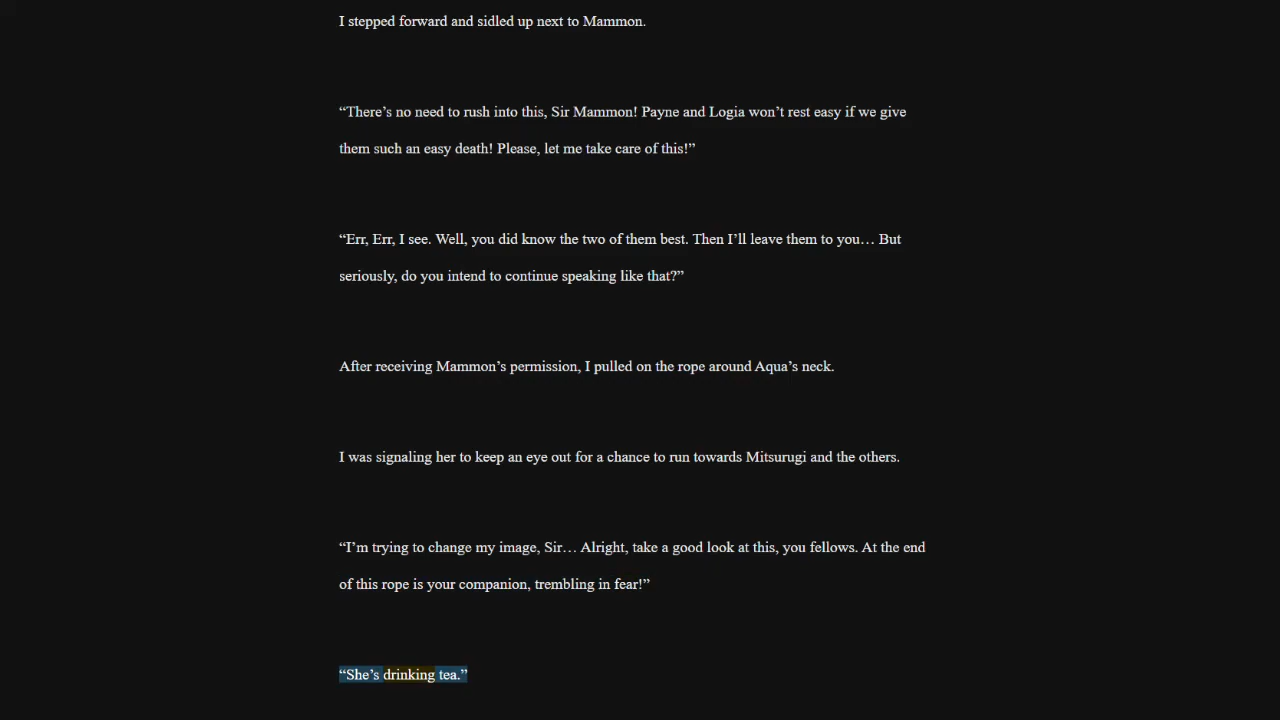 I stepped forward and sidled up next to Mammon.
“There’s no need to rush into this, Sir Mammon! Payne and Logia won’t rest easy if we give
them such an easy death! Please, let me take care of this!”
“Err, Err, I see. Well, you did know the two of them best. Then I’ll leave them to you… But
seriously, do you intend to continue speaking like that?”
After receiving Mammon’s permission, I pulled on the rope around Aqua’s neck.
I was signaling her to keep an eye out for a chance to run towards Mitsurugi and the others.
“I’m trying to change my image, Sir… Alright, take a good look at this, you fellows. At the end
of this rope is your companion, trembling in fear!”
“She’s drinking tea.”